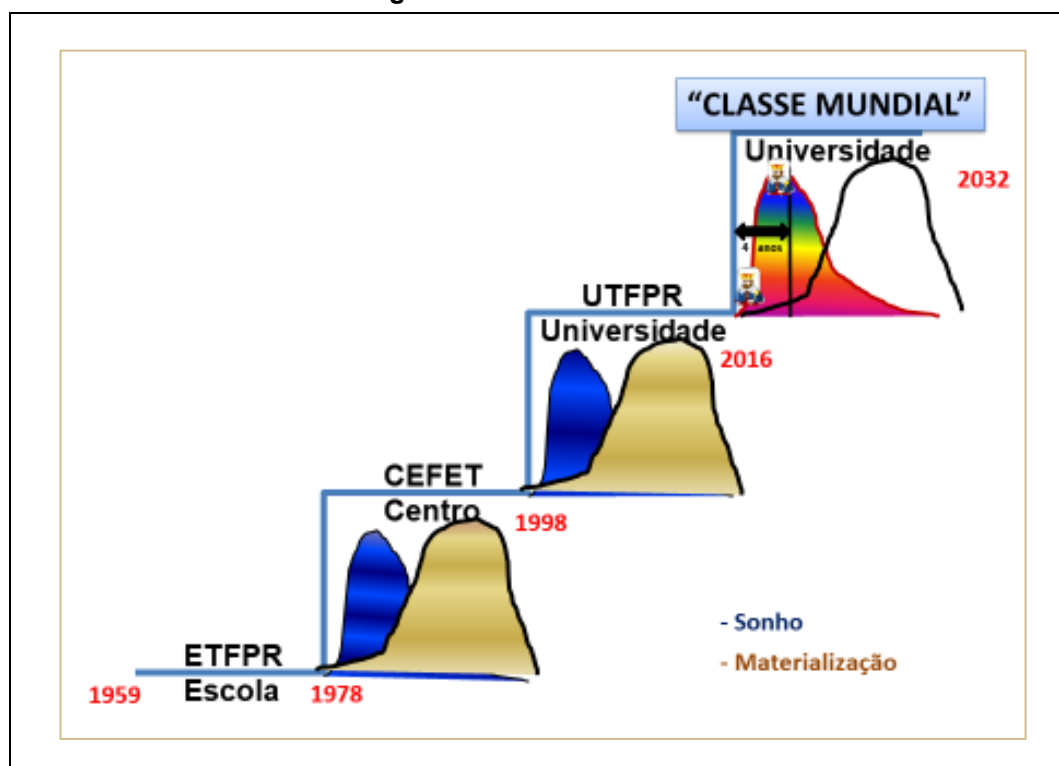 “CLASSE MUNDIAL”
Universidade
2032
4 anos
UTFPR
Universidade
2016
CEFET
Centro
1998
- Sonho
- Materialização
ETFPR
Escola
1959
1978